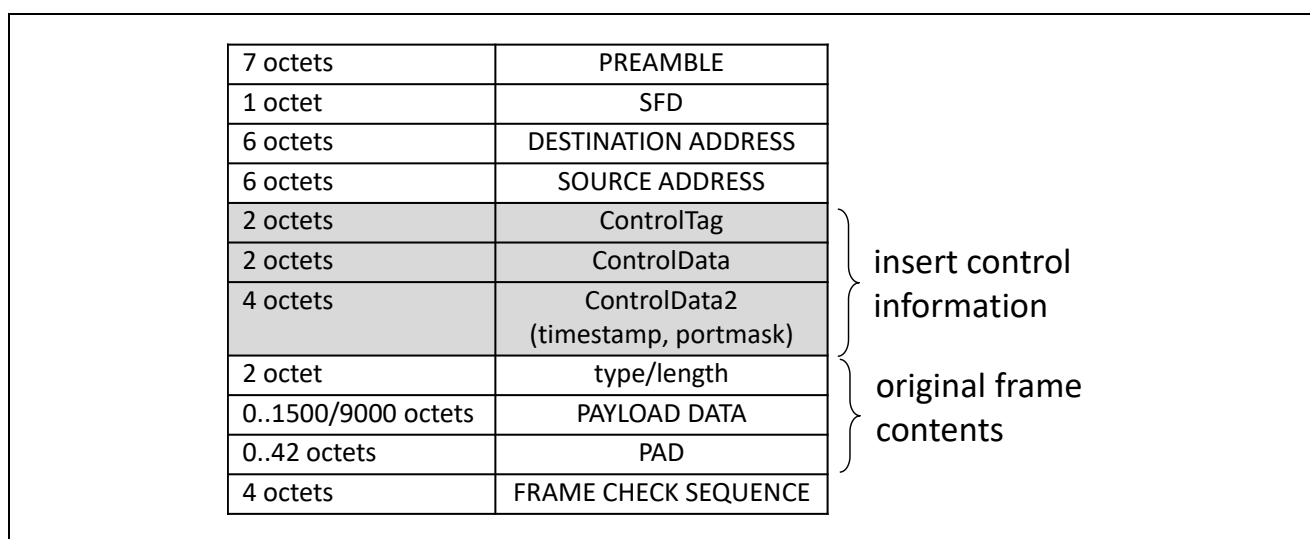 7 octets PREAMBLE
1 octet SFD
6 octets DESTINATION ADDRESS
6 octets SOURCE ADDRESS
2 octets ControlTag
2 octets ControlData
4 octets ControlData2
(timestamp, portmask)
insert control
information
2 octet type/length
0..1500/9000 octets PAYLOAD DATA
0..42 octets PAD
original frame
contents
4 octets FRAME CHECK SEQUENCE